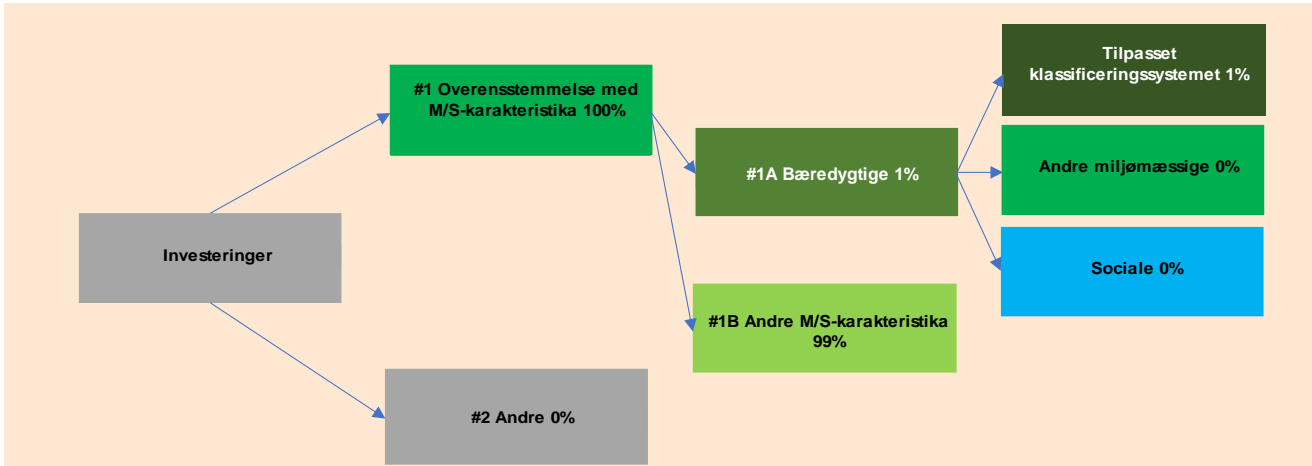 Investeringer
#1 Overensstemmelse med
M/S-karakteristika 100%
#2 Andre 0%
#1A Bæredygtige 1%
#1B Andre M/S-karakteristika
99%
Tilpasset
klassificeringssystemet 1%
Andre miljømæssige 0%
Sociale 0%